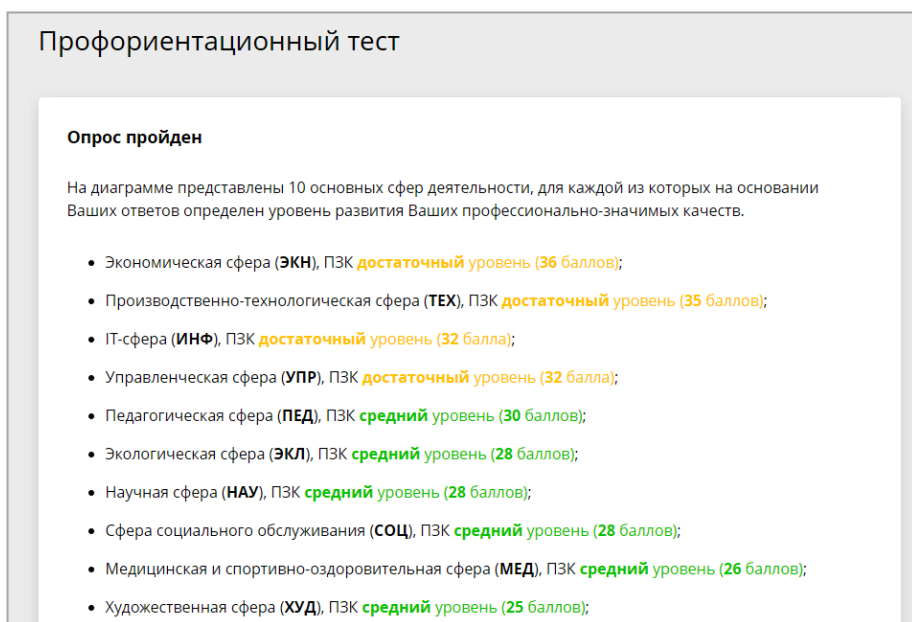 Профориентационный тест
Опрос пройден
На диаграмме представлены 10 основных сфер деятельности, для каждой из которых на основании
Ваших ответов определен уровень развития Ваших профессионально-значимых качеств.
• Экономическая сфера (ЭКН), ПЗК достаточный уровень (36 баллов);
• Производственно-технологическая сфера (ТЕХ), ПЗК достаточный уровень (35 баллов);
• IT-сфера (ИНФ), ПЗК достаточный уровень (32 балла);
• Управленческая сфера (УПР), ПЗК достаточный уровень (32 балла);
• Педагогическая сфера (ПЕД), ПЗК средний уровень (30 баллов);
• Экологическая сфера (ЭКЛ), ПЗК средний уровень (28 баллов);
• Научная сфера (НАУ), ПЗК средний уровень (28 баллов);
• Сфера социального обслуживания (СОЦ), ПЗК средний уровень (28 баллов);
• Медицинская и спортивно-оздоровительная сфера (МЕД), ПЗК средний уровень (26 баллов);
• Художественная сфера (ХУД), ПЗК средний уровень (25 баллов);